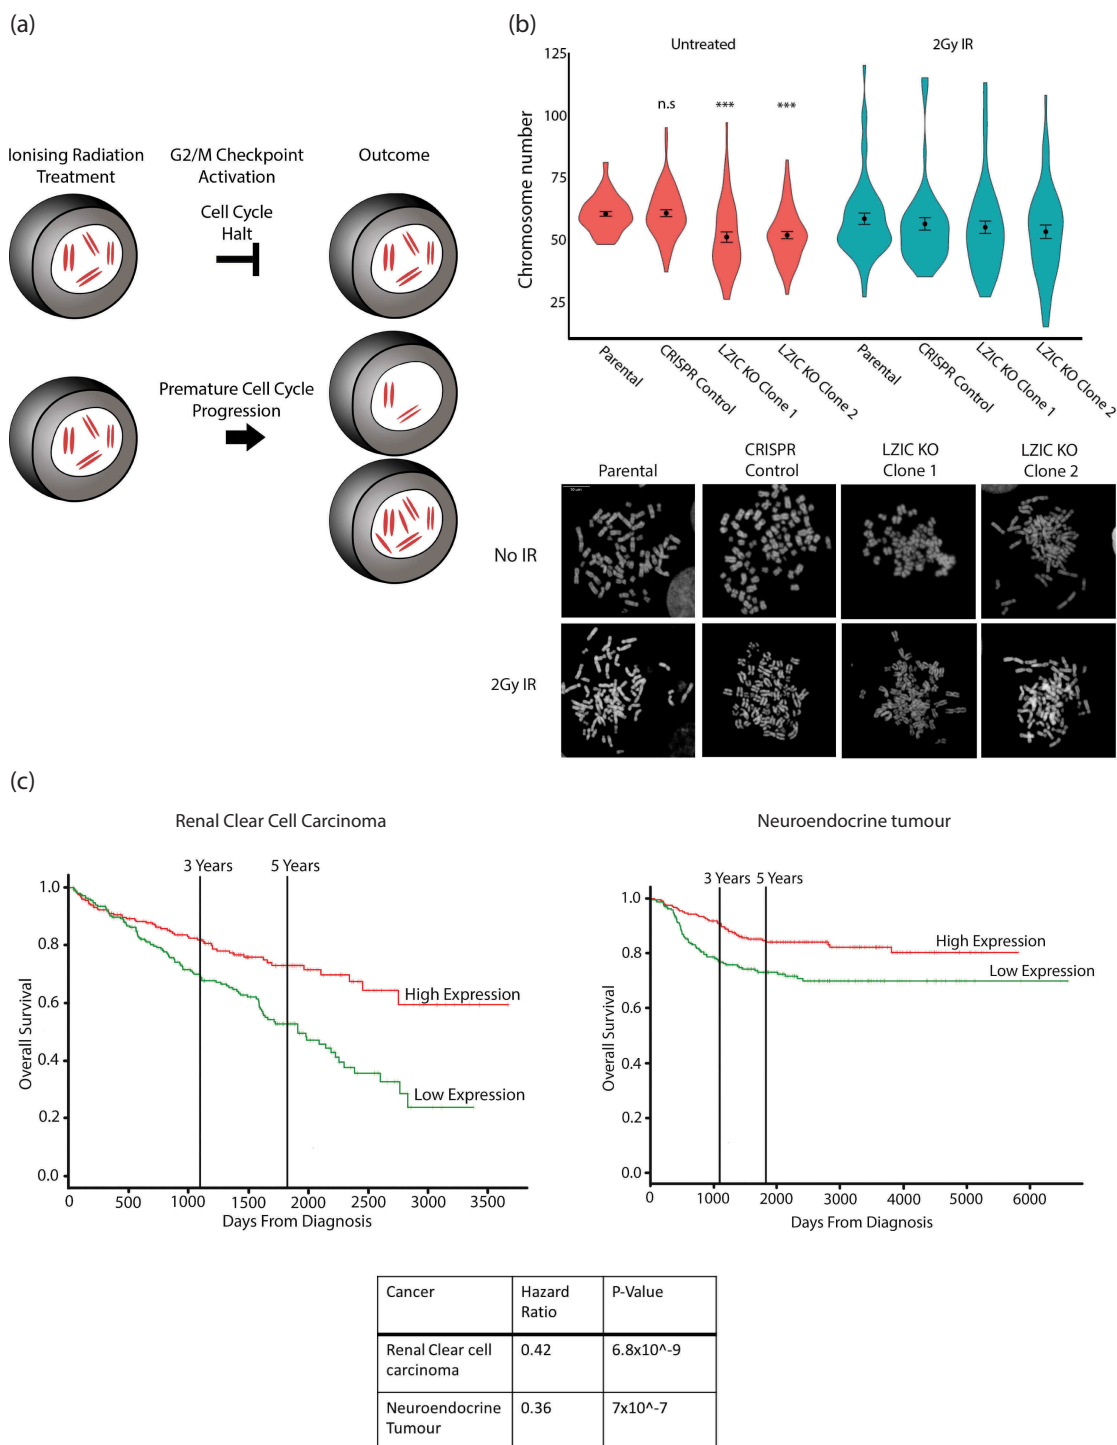 (a)
Ionising Radiation
Treatment
G2/M Checkpoint
Activation
Outcome
Cell Cycle
Halt
Premature Cell Cycle
Progression
(b)
Untreated
2Gy IR
Chromosome number
125
100
75
50
25
n.s
***
***
Parental
CRISPR Control
LZIC KO Clone 1
LZIC KO Clone 2
Parental
CRISPR Control
LZIC KO Clone 1
LZIC KO Clone 2
Parental
CRISPR
Control
LZIC KO
Clone 1
LZIC KO
Clone 2
10 um
No IR
2Gy IR
(c)
Renal Clear Cell Carcinoma
3 Years
5 Years
Overall Survival
1.0
0.8
0.6
0.4
0.2
0.0
High Expression
Low Expression
0
500
1000
1500
2000
2500
3000
3500
Days From Diagnosis
Neuroendocrine tumour
3 Years
5 Years
Overall Survival
1.0
0.8
0.6
0.4
0.2
0.0
High Expression
Low Expression
0
1000
2000
3000
4000
5000
6000
Days From Diagnosis
Cancer
Hazard
Ratio
P-Value
Renal Clear cell
carcinoma
0.42
6.8x10^-9
Neuroendocrine
Tumour
0.36
7x10^-7